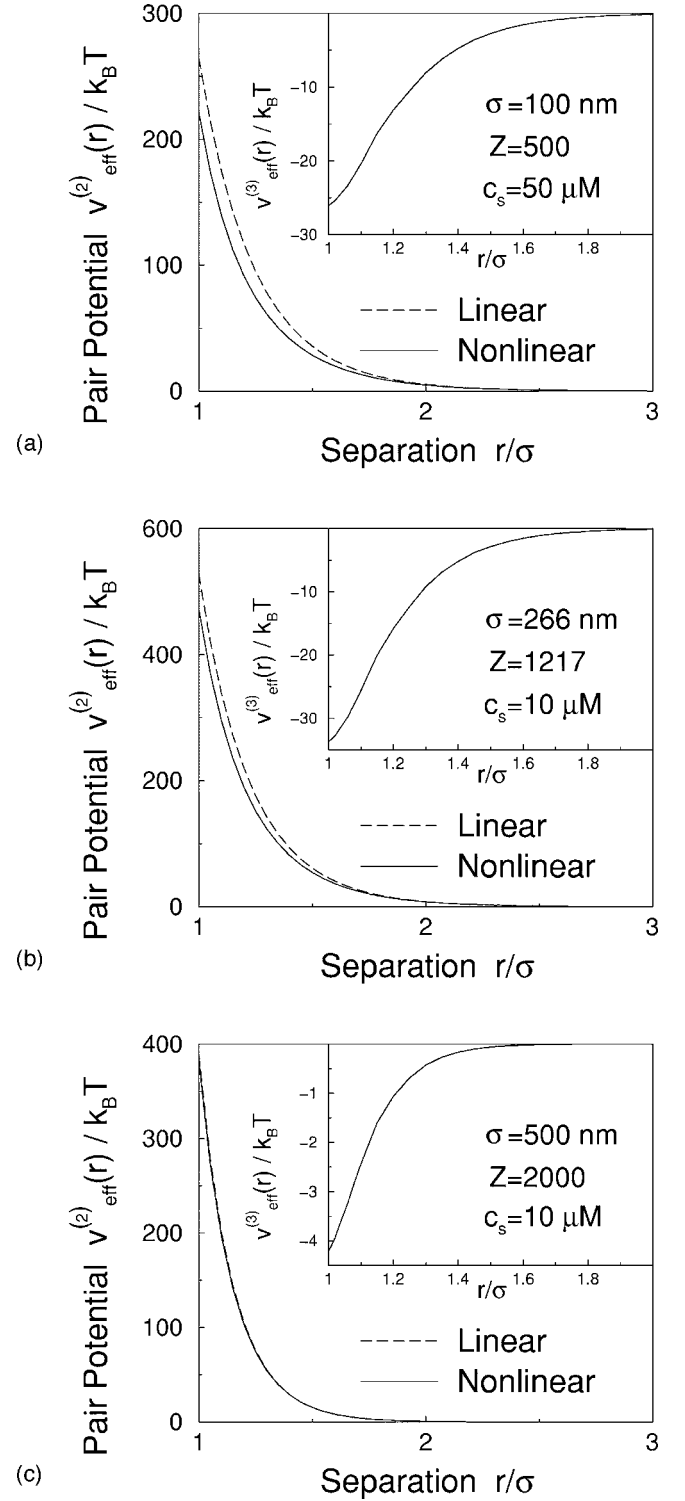 300
200
100
0
1
2
3
Pair Potential v(2)eff(r) / kBT
Separation r/σ
(a)
−10
−20
−30
1
1.2
1.4
1.6
1.8
v(3)eff(r) / kBT
r/σ
σ=100 nm
Z=500
cs=50 μM
Linear
Nonlinear
600
400
200
0
1
2
3
Pair Potential v(2)eff(r) / kBT
Separation r/σ
(b)
−10
−20
−30
1
1.2
1.4
1.6
1.8
v(3)eff(r) / kBT
r/σ
σ=266 nm
Z=1217
cs=10 μM
Linear
Nonlinear
400
300
200
100
0
1
2
3
Pair Potential v(2)eff(r) / kBT
Separation r/σ
(c)
−1
−2
−3
−4
1
1.2
1.4
1.6
1.8
v(3)eff(r) / kBT
r/σ
σ=500 nm
Z=2000
cs=10 μM
Linear
Nonlinear